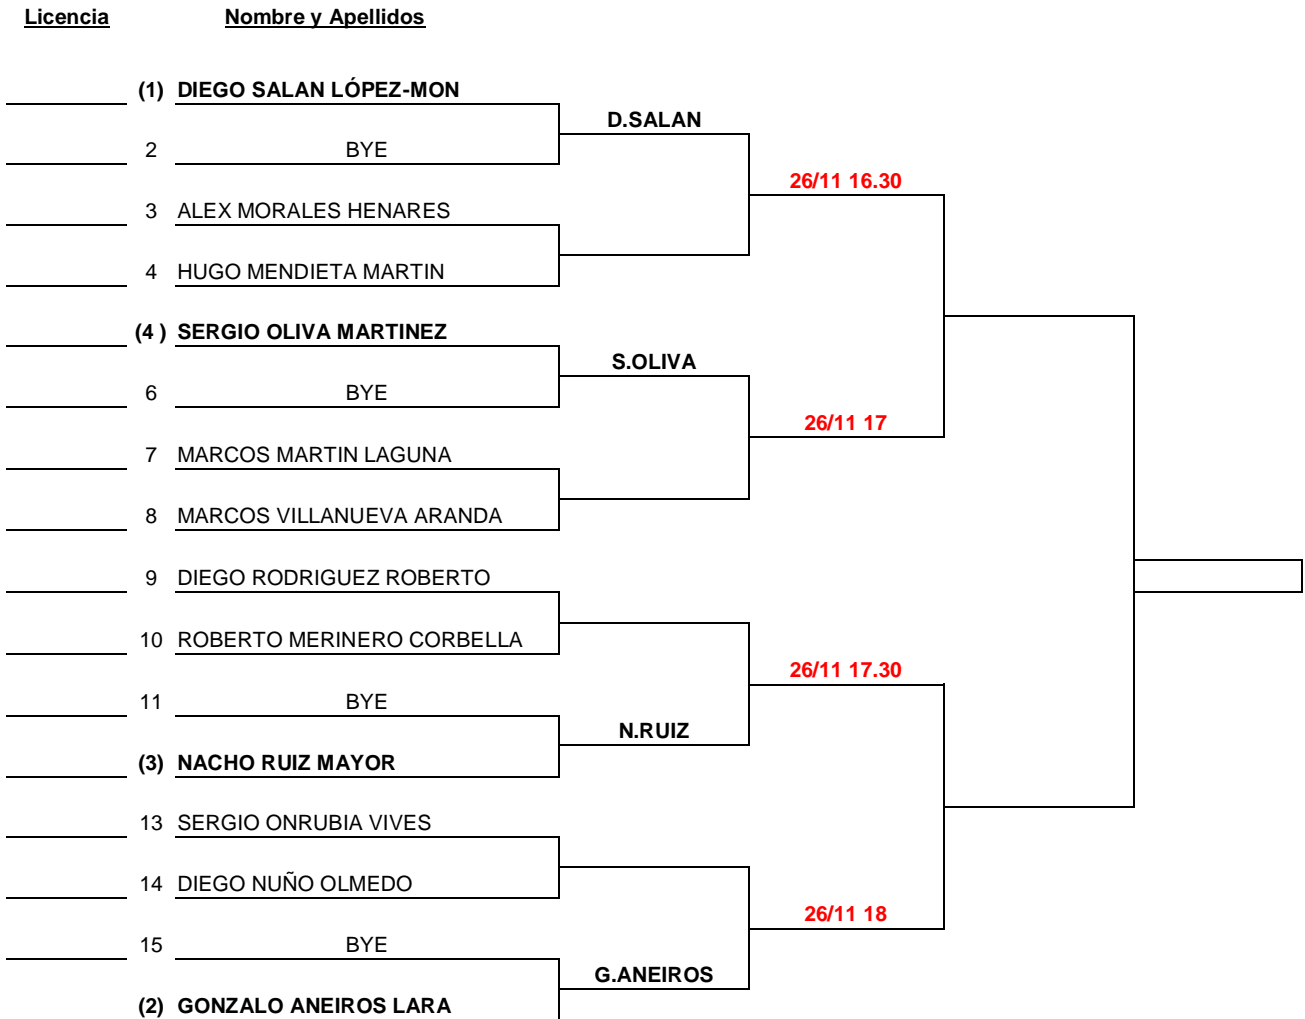 Licencia Nombre y Apellidos
(1) DIEGO SALAN LÓPEZ-MON
D.SALAN
2 BYE
26/11 16.30
3 ALEX MORALES HENARES
4 HUGO MENDIETA MARTIN
(4 ) SERGIO OLIVA MARTINEZ
S.OLIVA
6 BYE
26/11 17
7 MARCOS MARTIN LAGUNA
8 MARCOS VILLANUEVA ARANDA
9 DIEGO RODRIGUEZ ROBERTO
10 ROBERTO MERINERO CORBELLA
26/11 17.30
11 BYE
N.RUIZ
(3) NACHO RUIZ MAYOR
13 SERGIO ONRUBIA VIVES
14 DIEGO NUÑO OLMEDO
26/11 18
15 BYE
G.ANEIROS
(2) GONZALO ANEIROS LARA